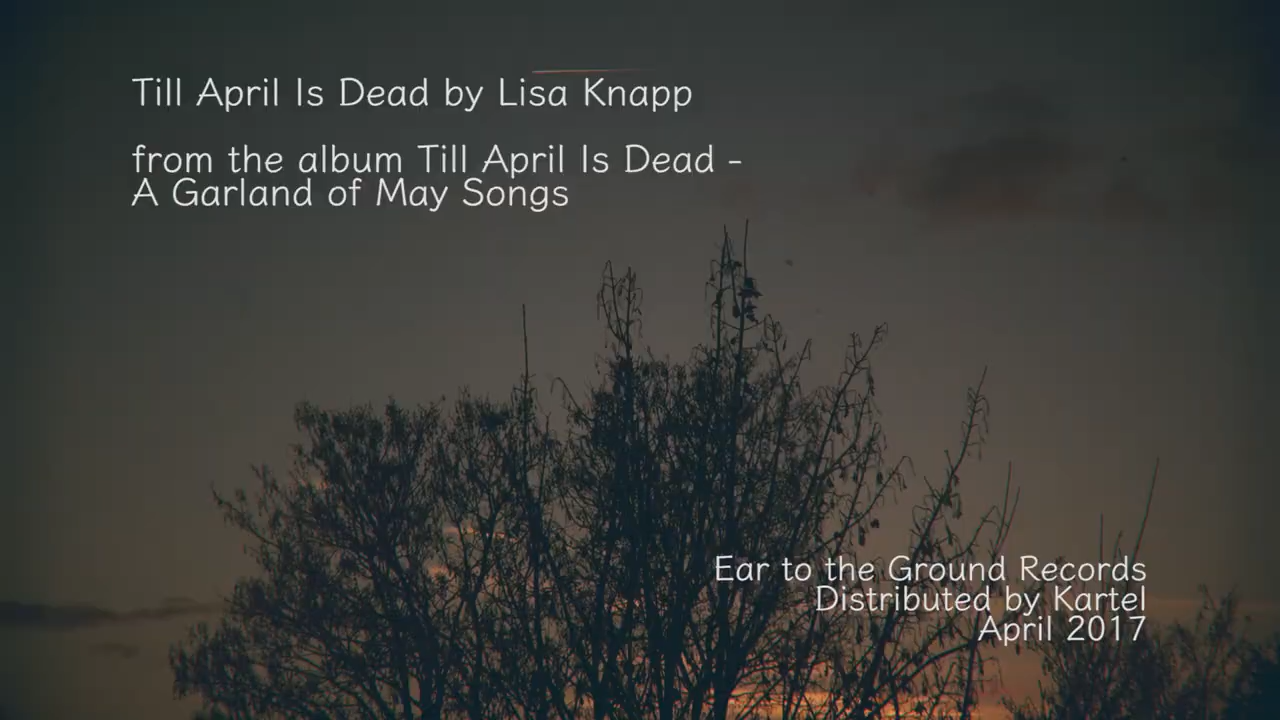 Till April Is Dead by Lisa Knapp
from the album Till April Is Dead -
A Garland of May Songs
Ear to the Ground Records
Distributed by Kartel
April 2017